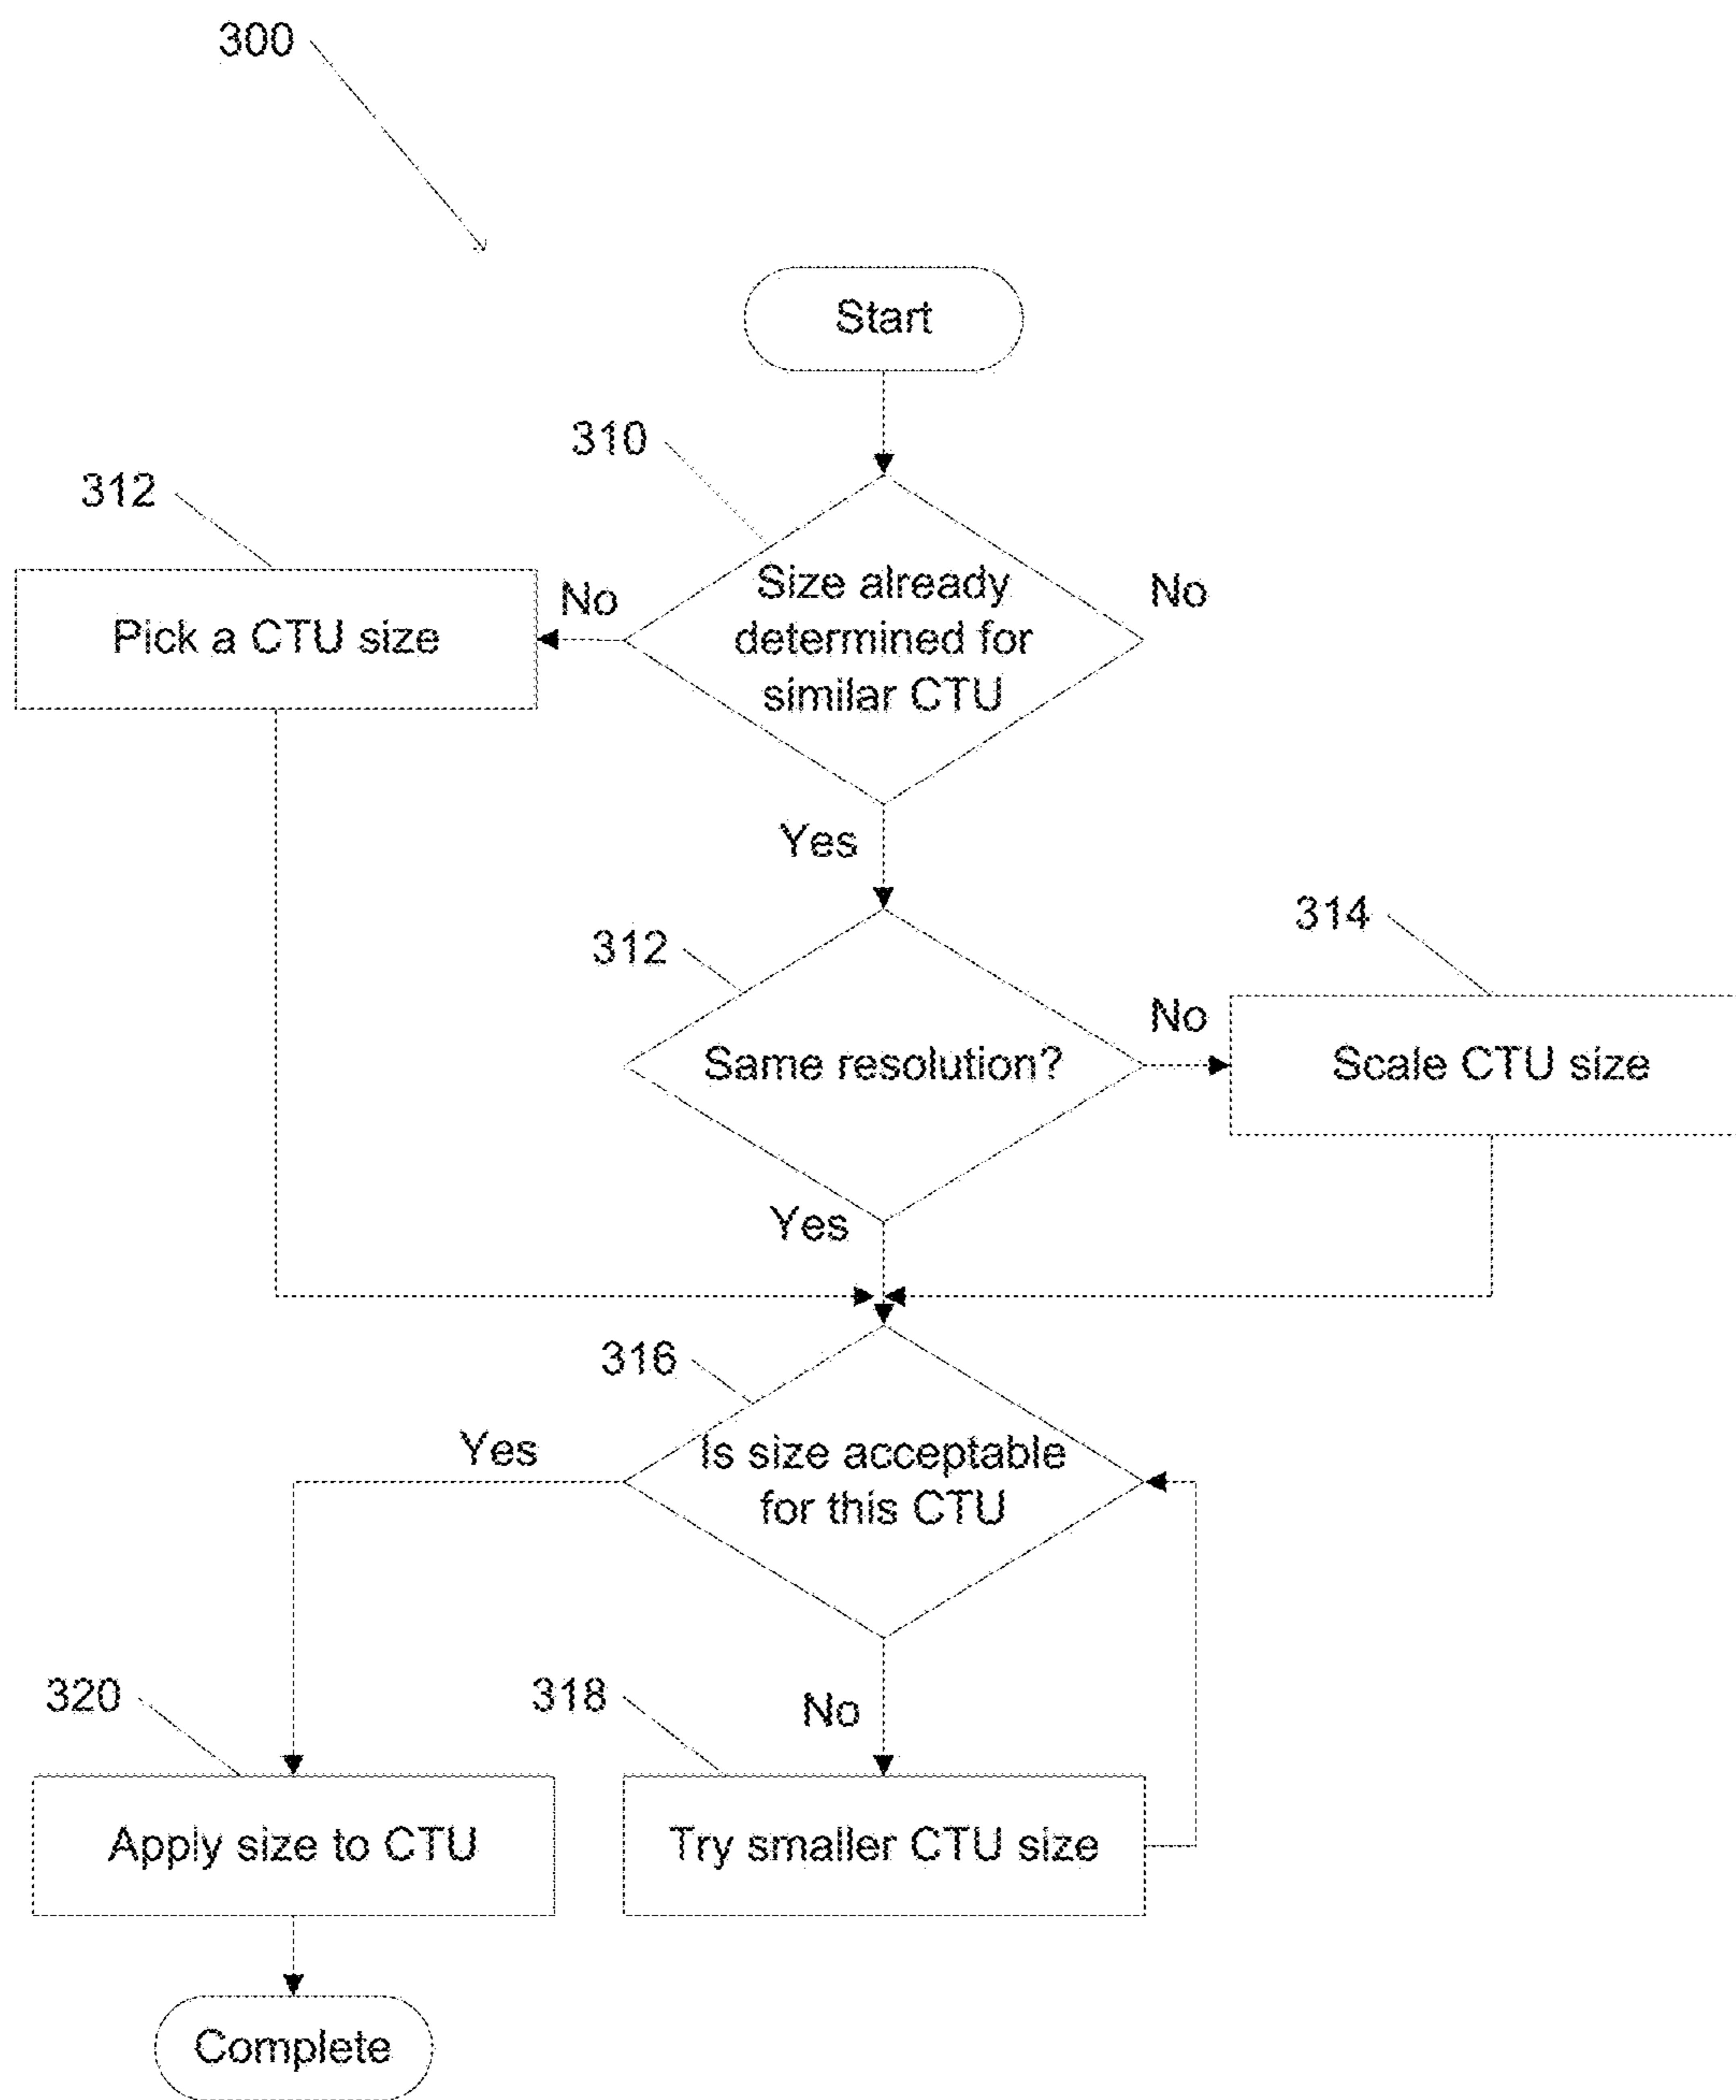 300
Start
310
312
Size already
determined for
similar CTU
No
No
Pick a CTU size
Yes
312
314
Same resolution?
No
Scale CTU size
Yes
316
Is size acceptable
for this CTU
Yes
No
320
318
Apply size to CTU
Try smaller CTU size
Complete